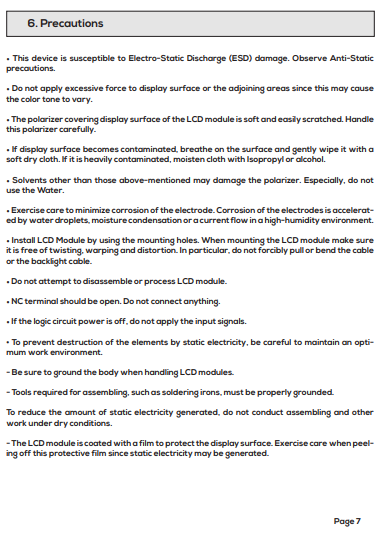 6. Precautions
• This device is susceptible to Electro-Static Discharge (ESD) damage. Observe Anti-Static
precautions.
• Do not apply excessive force to display surface or the adjoining areas since this may cause
the color tone to vary.
• The polarizer covering display surface of the LCD module is soft and easily scratched. Handle
this polarizer carefully.
• If display surface becomes contaminated, breathe on the surface and gently wipe it with a
soft dry cloth. If it is heavily contaminated, moisten cloth with Isopropyl or alcohol.
• Solvents other than those above-mentioned may damage the polarizer. Especially, do not
use the Water.
• Exercise care to minimize corrosion of the electrode. Corrosion of the electrodes is accelerat-
ed by water droplets, moisture condensation or a current flow in a high-humidity environment.
• Install LCD Module by using the mounting holes. When mounting the LCD module make sure
it is free of twisting, warping and distortion. In particular, do not forcibly pull or bend the cable
or the backlight cable.
• Do not attempt to disassemble or process LCD module.
• NC terminal should be open. Do not connect anything.
• If the logic circuit power is off, do not apply the input signals.
• To prevent destruction of the elements by static electricity, be careful to maintain an opti-
mum work environment.
- Be sure to ground the body when handling LCD modules.
- Tools required for assembling, such as soldering irons, must be properly grounded.
To reduce the amount of static electricity generated, do not conduct assembling and other
work under dry conditions.
- The LCD module is coated with a film to protect the display surface. Exercise care when peel-
ing off this protective film since static electricity may be generated.
Page 7